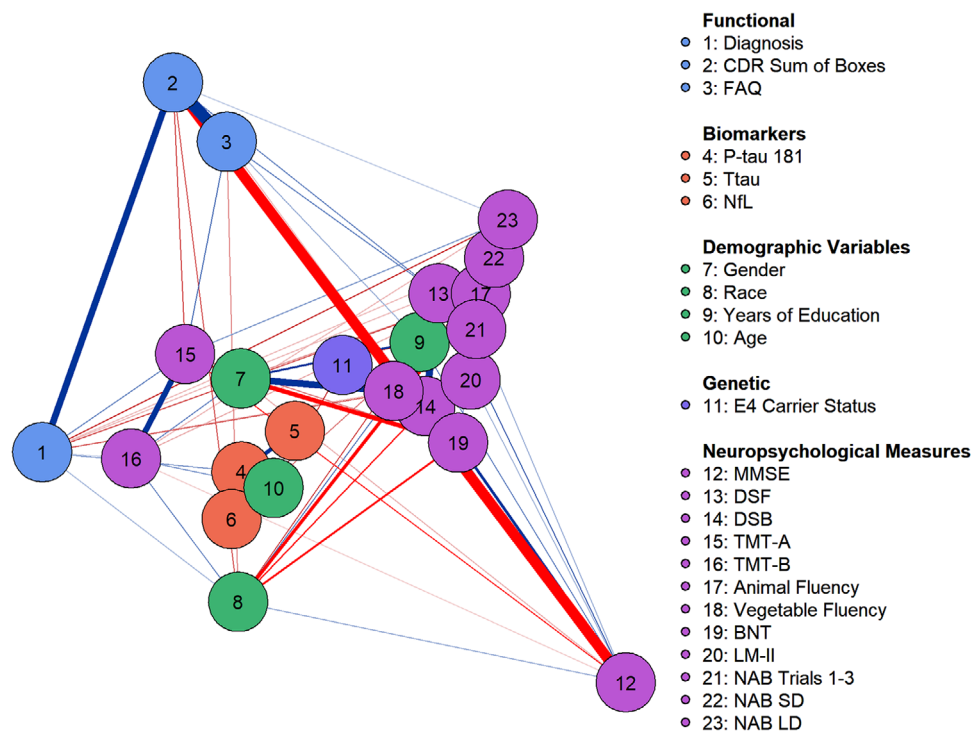 2
3
23
22
13
17
21
9
15
11
7
20
18
14
5
19
1
16
4
10
6
8
12
Functional
1: Diagnosis
2: CDR Sum of Boxes
3: FAQ
Biomarkers
4: P-tau 181
5: Ttau
6: NfL
Demographic Variables
7: Gender
8: Race
9: Years of Education
10: Age
Genetic
11: E4 Carrier Status
Neuropsychological Measures
12: MMSE
13: DSF
14: DSB
15: TMT-A
16: TMT-B
17: Animal Fluency
18: Vegetable Fluency
19: BNT
20: LM-II
21: NAB Trials 1-3
22: NAB SD
23: NAB LD